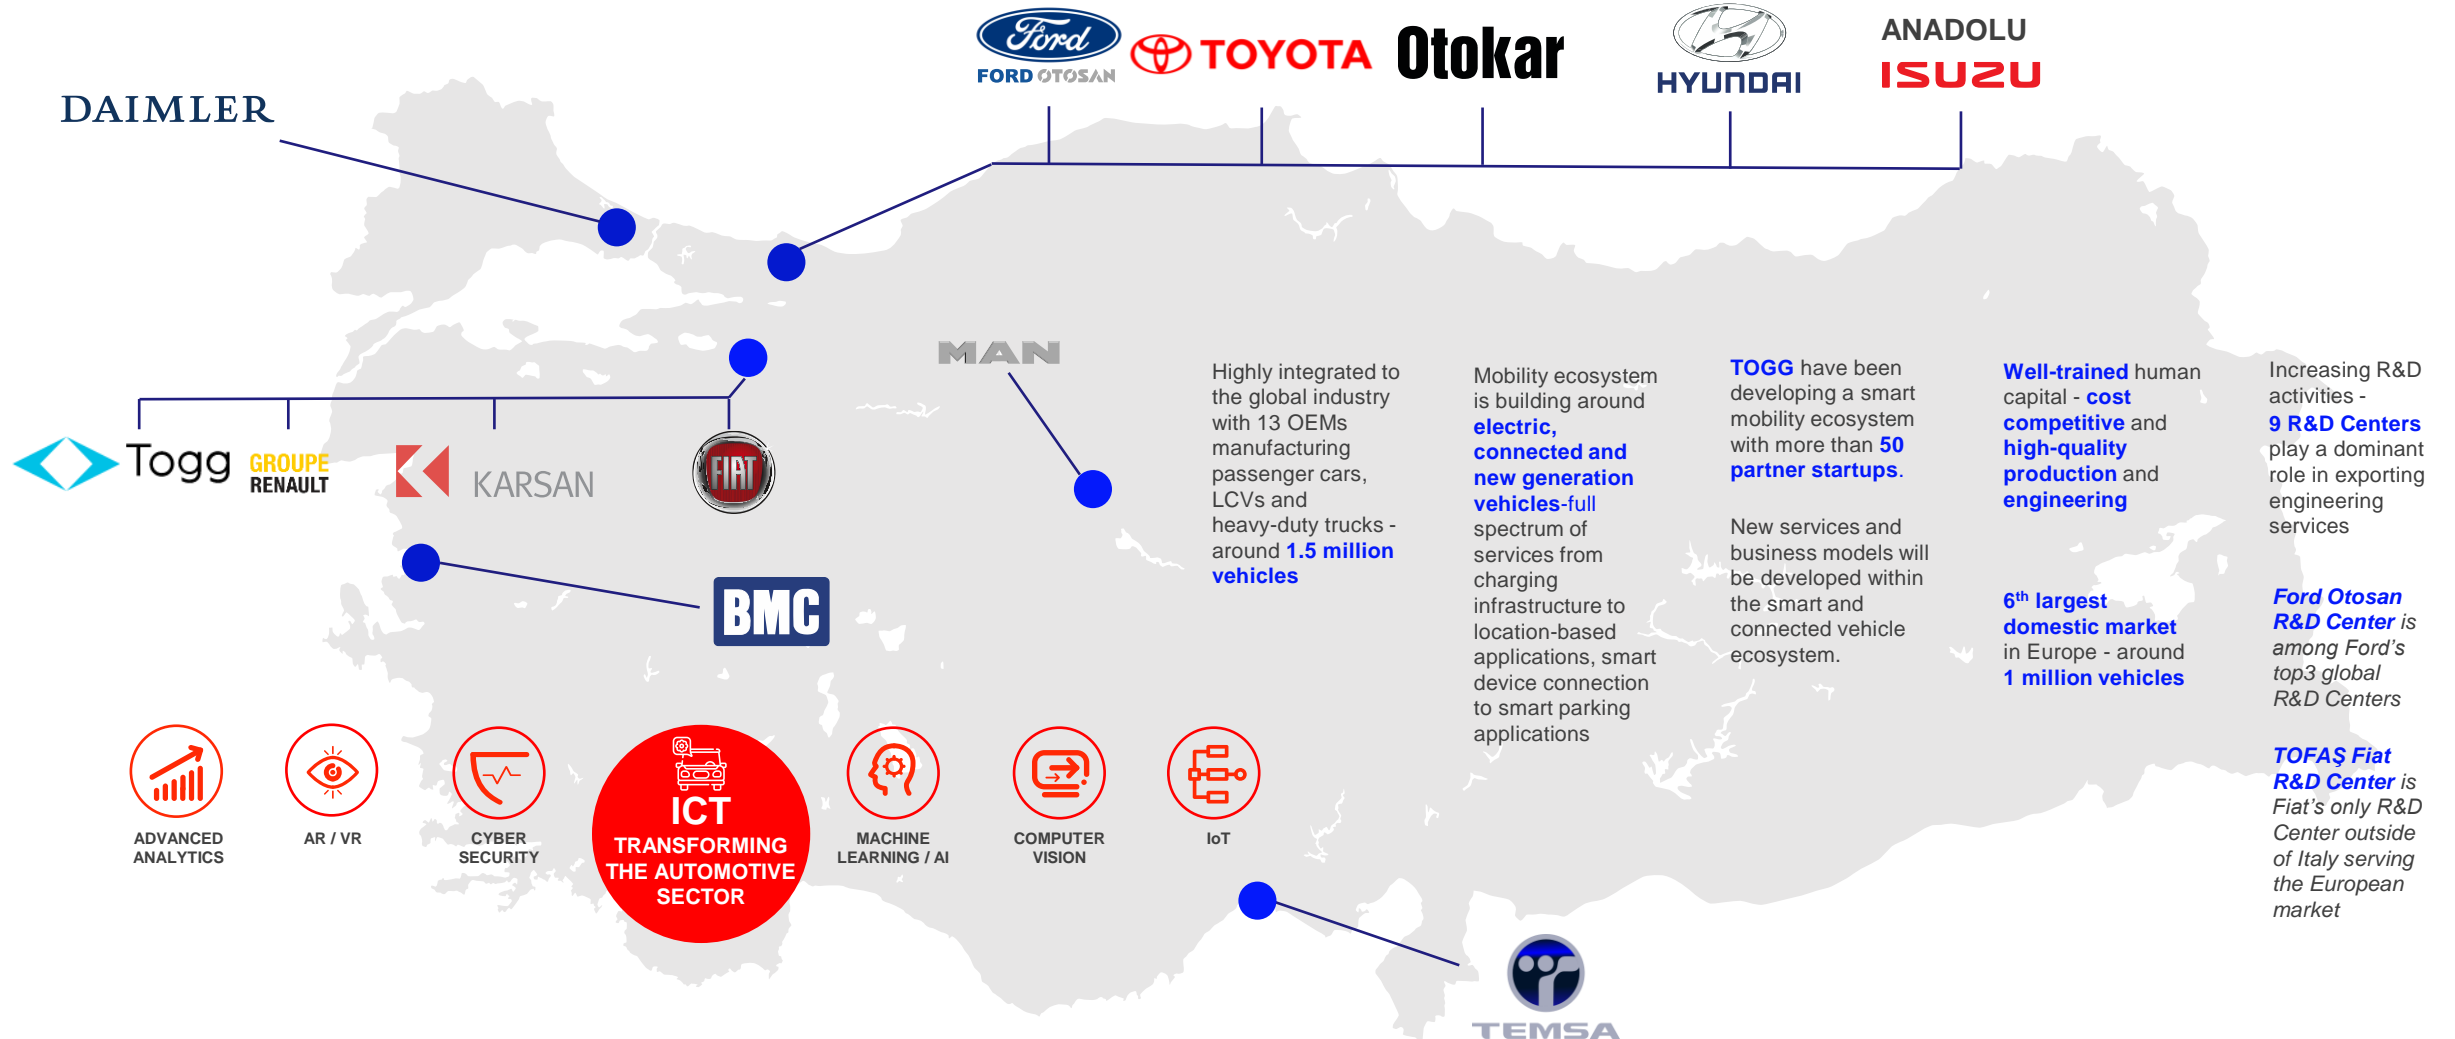 Ford
FORD OTOSAN
TOYOTA
Otokar
HYUNDAI
ANADOLU
ISUZU
DAIMLER
MAN
Togg
GROUPE
RENAULT
KARSAN
FIAT
BMC
Highly integrated to
the global industry
with 13 OEMs
manufacturing
passenger cars,
LCVs and
heavy-duty trucks -
around 1.5 million
vehicles
Mobility ecosystem
is building around
electric,
connected and
new generation
vehicles-full
spectrum of
services from
charging
infrastructure to
location-based
applications, smart
device connection
to smart parking
applications
TOGG have been
developing a smart
mobility ecosystem
with more than 50
partner startups.
New services and
business models will
be developed within
the smart and
connected vehicle
ecosystem.
Well-trained human
capital - cost
competitive and
high-quality
production and
engineering
6th largest
domestic market
in Europe - around
1 million vehicles
Increasing R&D
activities -
9 R&D Centers
play a dominant
role in exporting
engineering
services
Ford Otosan
R&D Center is
among Ford's
top3 global
R&D Centers
TOFAŞ Fiat
R&D Center is
Fiat's only R&D
Center outside
of Italy serving
the European
market
ADVANCED
ANALYTICS
AR / VR
CYBER
SECURITY
ICT
TRANSFORMING
THE AUTOMOTIVE
SECTOR
MACHINE
LEARNING / AI
COMPUTER
VISION
IoT
TEMSA